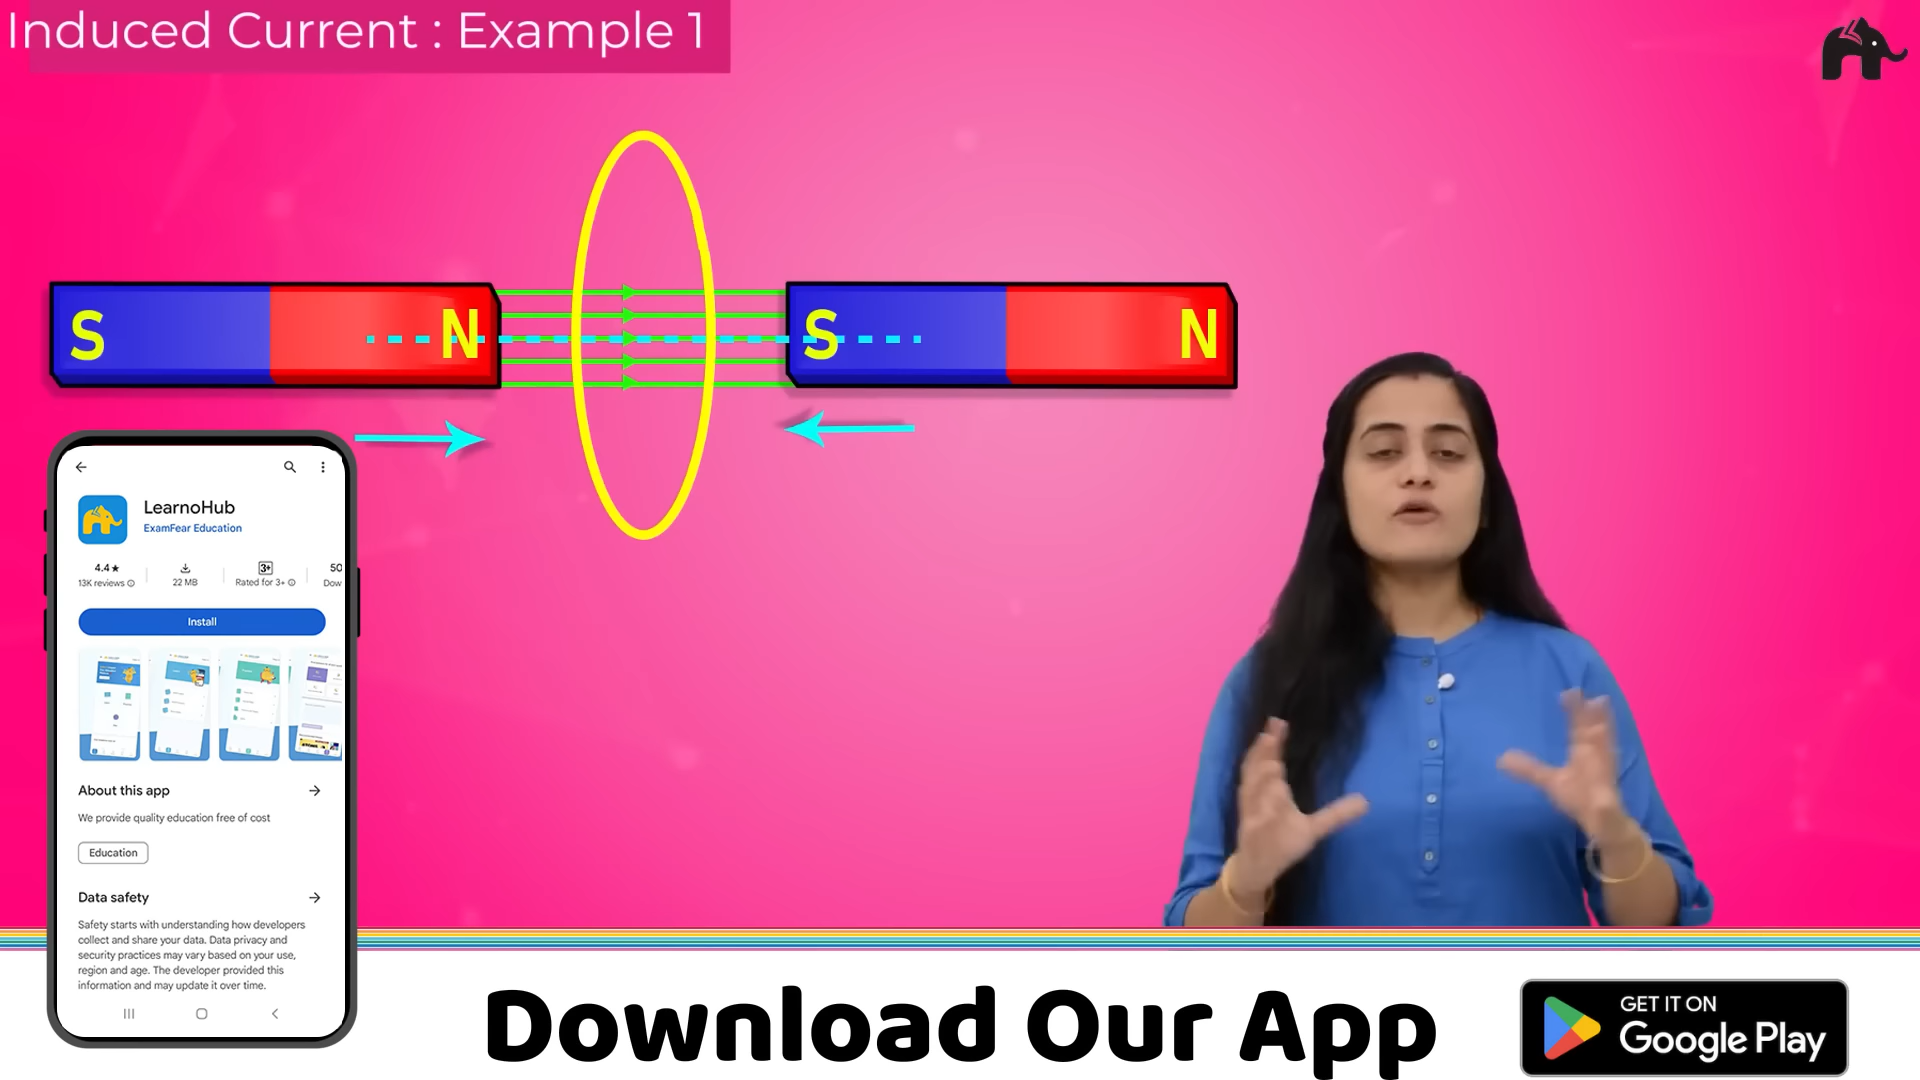 Induced Current : Example 1
S
N
S
N
LearnoHub
ExamFear Education
4.4★
13K reviews
22 MB
3+
Rated for 3+
50
Dow
Install
About this app
We provide quality education free of cost
Education
Data safety
Safety starts with understanding how developers
collect and share your data. Data privacy and
security practices may vary based on your use,
region and age. The developer provided this
information and may update it over time.
Download Our App
GET IT ON
Google Play